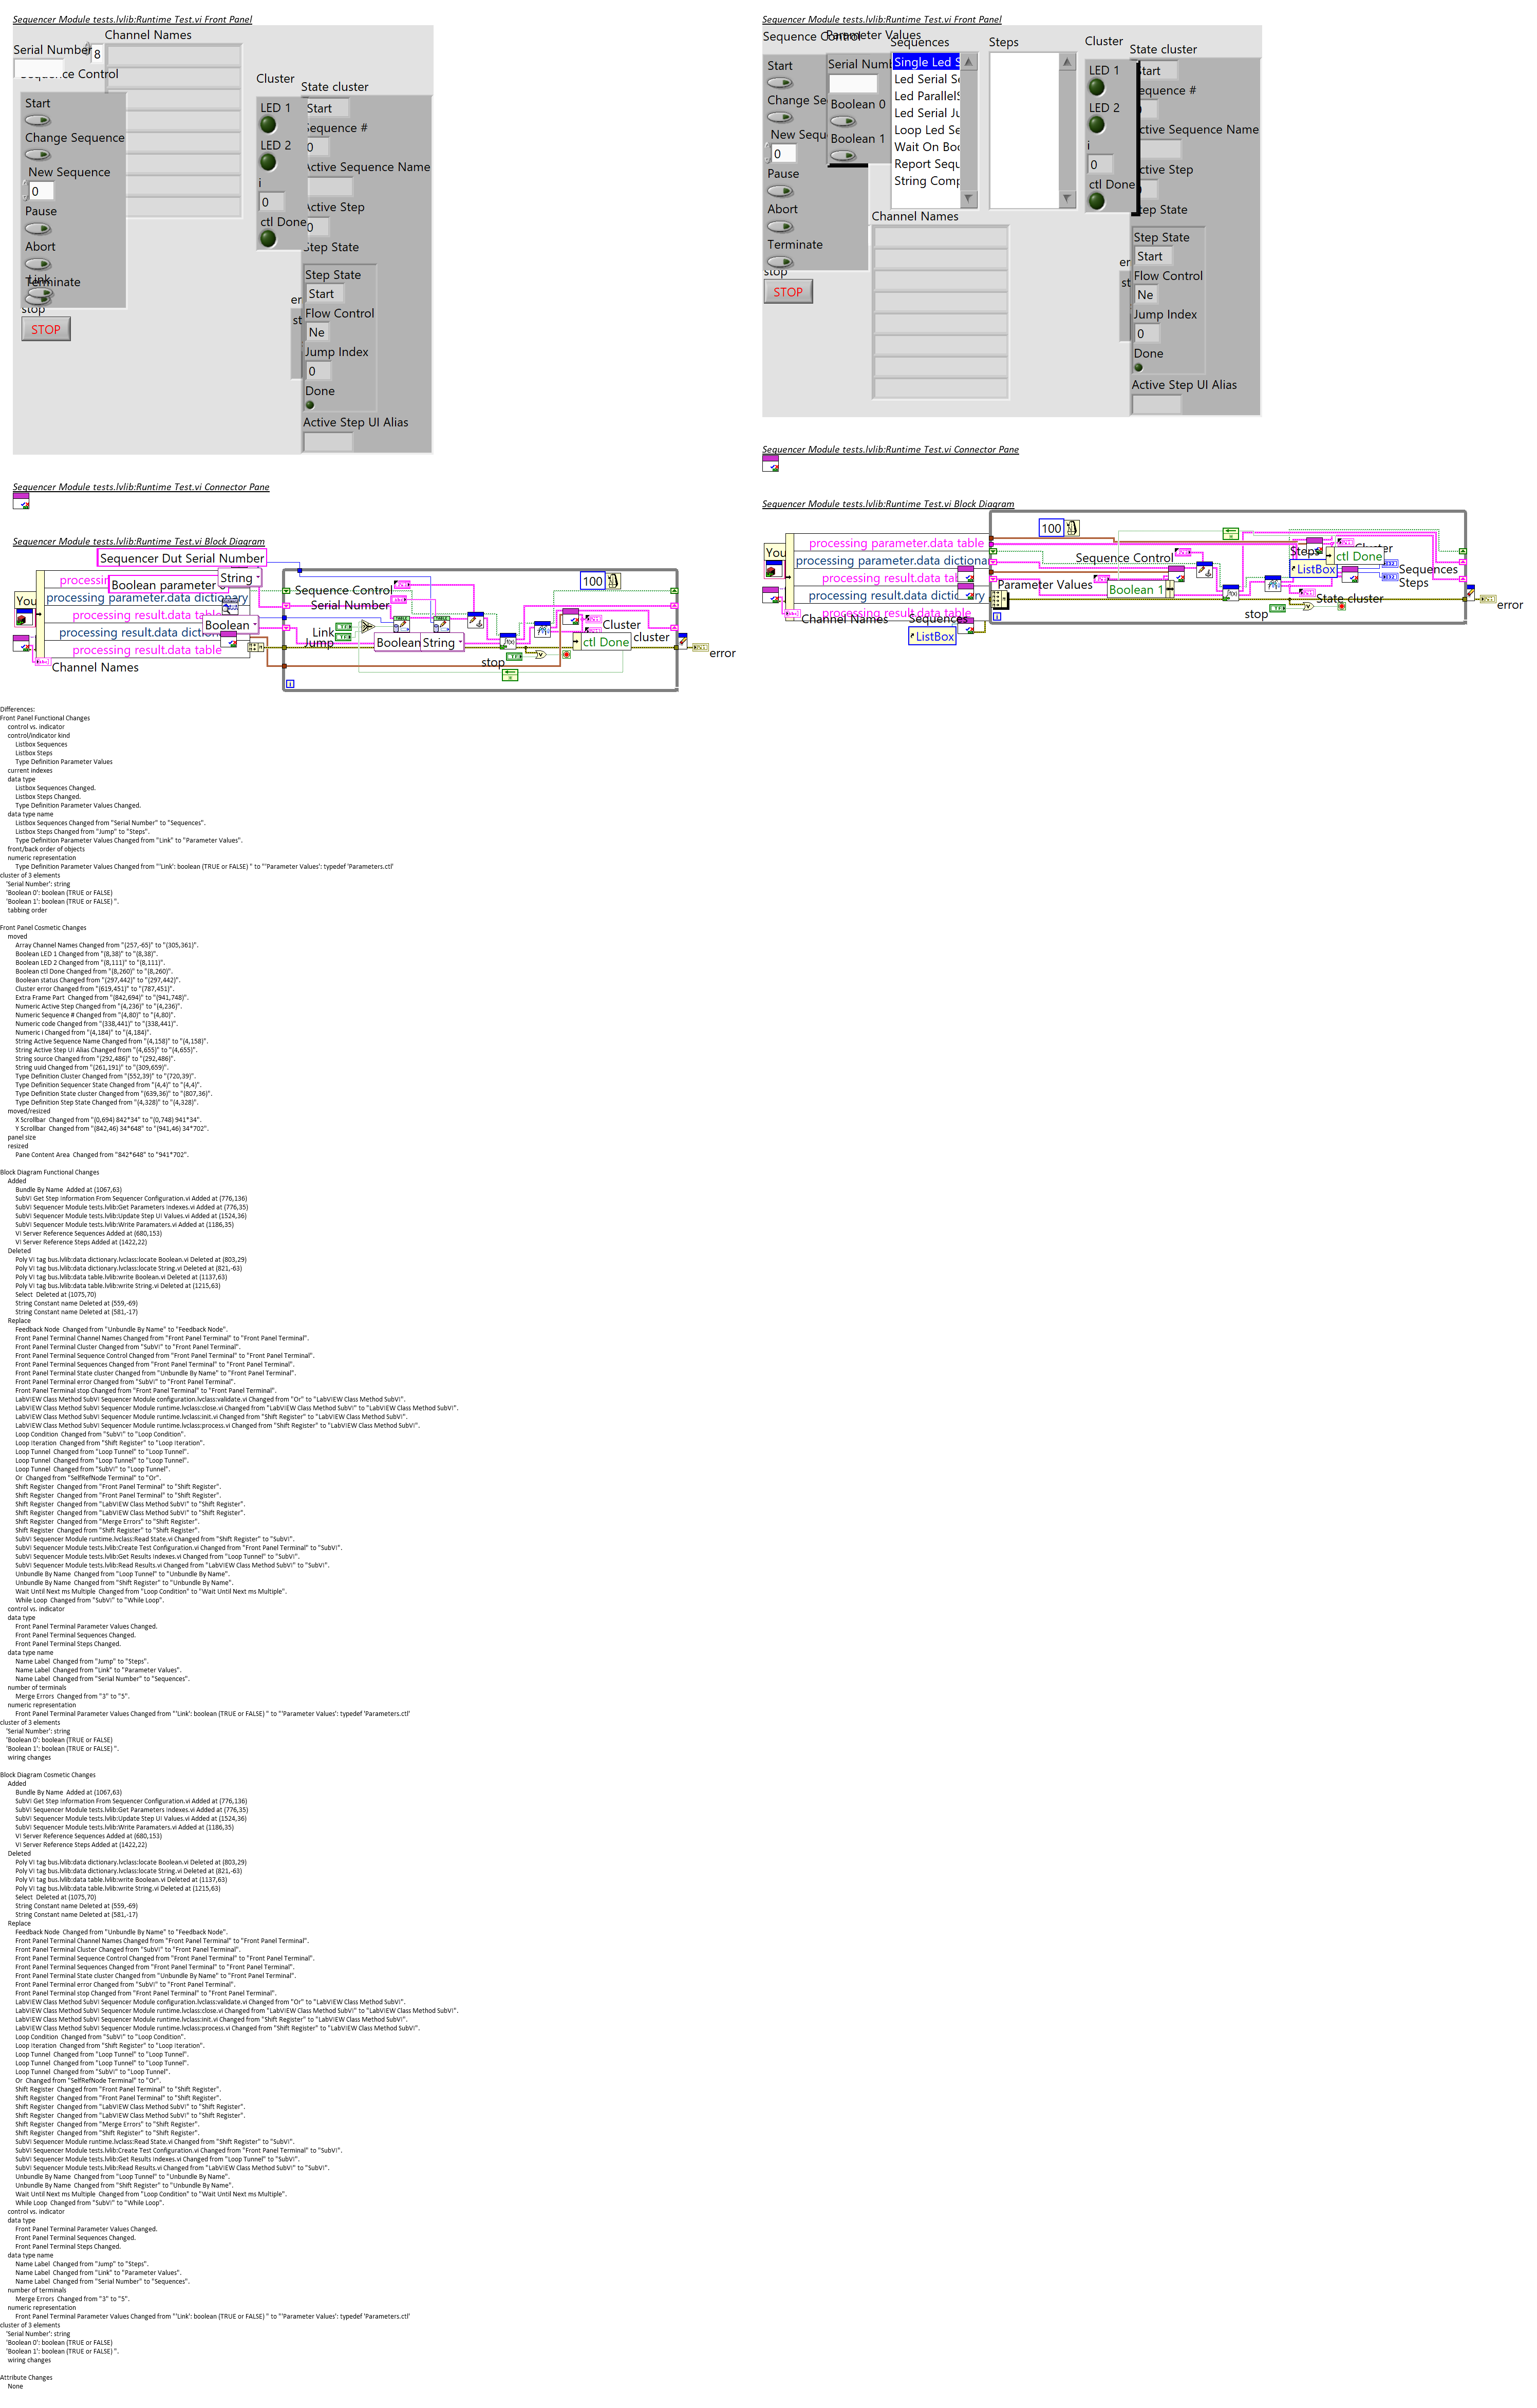 Sequencer Module tests.lvlib:Runtime Test.vi Front Panel
Channel Names
Serial Number
8
Sequence Control
Start
Change Sequence
New Sequence
0
Pause
Abort
Link
Terminate
stop
STOP
Cluster
LED 1
LED 2
i
0
ctl Done
State cluster
Start
Sequence #
0
Active Sequence Name
Active Step
0
Step State
Step State
Start
Flow Control
Ne
Jump Index
0
Done
Active Step UI Alias
er
st
Sequencer Module tests.lvlib:Runtime Test.vi Connector Pane
Sequencer Module tests.lvlib:Runtime Test.vi Block Diagram
Sequencer Dut Serial Number
String
Boolean parameter
You
processing parameter.data dictionary
processing result.data table
Boolean
processing result.data dictionary
processing result.data table
Channel Names
Sequence Control
Serial Number
Link
Jump
Boolean
String
100
Cluster
cluster
ctl Done
stop
error
Sequencer Module tests.lvlib:Runtime Test.vi Front Panel
Sequence Control
Parameter Values
Sequences
Steps
Cluster
State cluster
Start
Change Se
New Sequ
0
Pause
Abort
Terminate
stop
STOP
Serial Numb
Boolean 0
Boolean 1
Single Led S
Led Serial Se
Led ParallelS
Led Serial Ju
Loop Led Se
Wait On Boo
Report Sequ
String Comp
Channel Names
LED 1
LED 2
i
0
ctl Done
Start
equence #
ctive Sequence Name
ctive Step
tep State
Step State
Start
Flow Control
Ne
Jump Index
0
Done
Active Step UI Alias
er
st
Sequencer Module tests.lvlib:Runtime Test.vi Connector Pane
Sequencer Module tests.lvlib:Runtime Test.vi Block Diagram
100
You
processing parameter.data table
processing parameter.data dictiona
processing result.data tab
processing result.data dictionary
processing result.data table
Channel Names
Sequences
ListBox
Sequence Control
Parameter Values
Boolean 1
Steps
ListBox
Cluster
ctl Done
Sequences
Steps
State cluster
stop
error
Differences:
Front Panel Functional Changes
control vs. indicator
control/indicator kind
Listbox Sequences
Listbox Steps
Type Definition Parameter Values
current indexes
data type
Listbox Sequences Changed.
Listbox Steps Changed.
Type Definition Parameter Values Changed.
data type name
Listbox Sequences Changed from "Serial Number" to "Sequences".
Listbox Steps Changed from "Jump" to "Steps".
Type Definition Parameter Values Changed from "Link" to "Parameter Values".
front/back order of objects
numeric representation
Type Definition Parameter Values Changed from "'Link': boolean (TRUE or FALSE) " to "'Parameter Values': typedef 'Parameters.ctl'
cluster of 3 elements
'Serial Number': string
'Boolean 0': boolean (TRUE or FALSE)
'Boolean 1': boolean (TRUE or FALSE) ".
tabbing order
Front Panel Cosmetic Changes
moved
Array Channel Names Changed from "(257,-65)" to "(305,361)".
Boolean LED 1 Changed from "(8,38)" to "(8,38)".
Boolean LED 2 Changed from "(8,111)" to "(8,111)".
Boolean ctl Done Changed from "(8,260)" to "(8,260)".
Boolean status Changed from "(297,442)" to "(297,442)".
Cluster error Changed from "(619,451)" to "(787,451)".
Extra Frame Part  Changed from "(842,694)" to "(941,748)".
Numeric Active Step Changed from "(4,236)" to "(4,236)".
Numeric Sequence # Changed from "(4,80)" to "(4,80)".
Numeric code Changed from "(338,441)" to "(338,441)".
Numeric i Changed from "(4,184)" to "(4,184)".
String Active Sequence Name Changed from "(4,158)" to "(4,158)".
String Active Step UI Alias Changed from "(4,655)" to "(4,655)".
String source Changed from "(292,486)" to "(292,486)".
String uuid Changed from "(261,191)" to "(309,659)".
Type Definition Cluster Changed from "(552,39)" to "(720,39)".
Type Definition Sequencer State Changed from "(4,4)" to "(4,4)".
Type Definition State cluster Changed from "(639,36)" to "(807,36)".
Type Definition Step State Changed from "(4,328)" to "(4,328)".
moved/resized
X Scrollbar  Changed from "(0,694) 842*34" to "(0,748) 941*34".
Y Scrollbar  Changed from "(842,46) 34*648" to "(941,46) 34*702".
panel size
resized
Pane Content Area  Changed from "842*648" to "941*702".
Block Diagram Functional Changes
Added
Bundle By Name  Added at (1067,63)
SubVI Get Step Information From Sequencer Configuration.vi Added at (776,136)
SubVI Sequencer Module tests.lvlib:Get Parameters Indexes.vi Added at (776,35)
SubVI Sequencer Module tests.lvlib:Update Step UI Values.vi Added at (1524,36)
SubVI Sequencer Module tests.lvlib:Write Paramaters.vi Added at (1186,35)
VI Server Reference Sequences Added at (680,153)
VI Server Reference Steps Added at (1422,22)
Deleted
Poly VI tag bus.lvlib:data dictionary.lvclass:locate Boolean.vi Deleted at (803,29)
Poly VI tag bus.lvlib:data dictionary.lvclass:locate String.vi Deleted at (821,-63)
Poly VI tag bus.lvlib:data table.lvlib:write Boolean.vi Deleted at (1137,63)
Poly VI tag bus.lvlib:data table.lvlib:write String.vi Deleted at (1215,63)
Select  Deleted at (1075,70)
String Constant name Deleted at (559,-69)
String Constant name Deleted at (581,-17)
Replace
Feedback Node  Changed from "Unbundle By Name" to "Feedback Node".
Front Panel Terminal Channel Names Changed from "Front Panel Terminal" to "Front Panel Terminal".
Front Panel Terminal Cluster Changed from "SubVI" to "Front Panel Terminal".
Front Panel Terminal Sequence Control Changed from "Front Panel Terminal" to "Front Panel Terminal".
Front Panel Terminal Sequences Changed from "Front Panel Terminal" to "Front Panel Terminal".
Front Panel Terminal State cluster Changed from "Unbundle By Name" to "Front Panel Terminal".
Front Panel Terminal error Changed from "SubVI" to "Front Panel Terminal".
Front Panel Terminal stop Changed from "Front Panel Terminal" to "Front Panel Terminal".
LabVIEW Class Method SubVI Sequencer Module configuration.lvclass:validate.vi Changed from "Or" to "LabVIEW Class Method SubVI".
LabVIEW Class Method SubVI Sequencer Module runtime.lvclass:close.vi Changed from "LabVIEW Class Method SubVI" to "LabVIEW Class Method SubVI".
LabVIEW Class Method SubVI Sequencer Module runtime.lvclass:init.vi Changed from "Shift Register" to "LabVIEW Class Method SubVI".
LabVIEW Class Method SubVI Sequencer Module runtime.lvclass:process.vi Changed from "Shift Register" to "LabVIEW Class Method SubVI".
Loop Condition  Changed from "SubVI" to "Loop Condition".
Loop Iteration  Changed from "Shift Register" to "Loop Iteration".
Loop Tunnel  Changed from "Loop Tunnel" to "Loop Tunnel".
Loop Tunnel  Changed from "Loop Tunnel" to "Loop Tunnel".
Loop Tunnel  Changed from "SubVI" to "Loop Tunnel".
Or  Changed from "SelfRefNode Terminal" to "Or".
Shift Register  Changed from "Front Panel Terminal" to "Shift Register".
Shift Register  Changed from "Front Panel Terminal" to "Shift Register".
Shift Register  Changed from "LabVIEW Class Method SubVI" to "Shift Register".
Shift Register  Changed from "LabVIEW Class Method SubVI" to "Shift Register".
Shift Register  Changed from "Merge Errors" to "Shift Register".
Shift Register  Changed from "Shift Register" to "Shift Register".
SubVI Sequencer Module runtime.lvclass:Read State.vi Changed from "Shift Register" to "SubVI".
SubVI Sequencer Module tests.lvlib:Create Test Configuration.vi Changed from "Front Panel Terminal" to "SubVI".
SubVI Sequencer Module tests.lvlib:Get Results Indexes.vi Changed from "Loop Tunnel" to "SubVI".
SubVI Sequencer Module tests.lvlib:Read Results.vi Changed from "LabVIEW Class Method SubVI" to "SubVI".
Unbundle By Name  Changed from "Loop Tunnel" to "Unbundle By Name".
Unbundle By Name  Changed from "Shift Register" to "Unbundle By Name".
Wait Until Next ms Multiple  Changed from "Loop Condition" to "Wait Until Next ms Multiple".
While Loop  Changed from "SubVI" to "While Loop".
control vs. indicator
data type
Front Panel Terminal Parameter Values Changed.
Front Panel Terminal Sequences Changed.
Front Panel Terminal Steps Changed.
data type name
Name Label  Changed from "Jump" to "Steps".
Name Label  Changed from "Link" to "Parameter Values".
Name Label  Changed from "Serial Number" to "Sequences".
number of terminals
Merge Errors  Changed from "3" to "5".
numeric representation
Front Panel Terminal Parameter Values Changed from "'Link': boolean (TRUE or FALSE) " to "'Parameter Values': typedef 'Parameters.ctl'
cluster of 3 elements
'Serial Number': string
'Boolean 0': boolean (TRUE or FALSE)
'Boolean 1': boolean (TRUE or FALSE) ".
wiring changes
Block Diagram Cosmetic Changes
Added
Bundle By Name  Added at (1067,63)
SubVI Get Step Information From Sequencer Configuration.vi Added at (776,136)
SubVI Sequencer Module tests.lvlib:Get Parameters Indexes.vi Added at (776,35)
SubVI Sequencer Module tests.lvlib:Update Step UI Values.vi Added at (1524,36)
SubVI Sequencer Module tests.lvlib:Write Paramaters.vi Added at (1186,35)
VI Server Reference Sequences Added at (680,153)
VI Server Reference Steps Added at (1422,22)
Deleted
Poly VI tag bus.lvlib:data dictionary.lvclass:locate Boolean.vi Deleted at (803,29)
Poly VI tag bus.lvlib:data dictionary.lvclass:locate String.vi Deleted at (821,-63)
Poly VI tag bus.lvlib:data table.lvlib:write Boolean.vi Deleted at (1137,63)
Poly VI tag bus.lvlib:data table.lvlib:write String.vi Deleted at (1215,63)
Select  Deleted at (1075,70)
String Constant name Deleted at (559,-69)
String Constant name Deleted at (581,-17)
Replace
Feedback Node  Changed from "Unbundle By Name" to "Feedback Node".
Front Panel Terminal Channel Names Changed from "Front Panel Terminal" to "Front Panel Terminal".
Front Panel Terminal Cluster Changed from "SubVI" to "Front Panel Terminal".
Front Panel Terminal Sequence Control Changed from "Front Panel Terminal" to "Front Panel Terminal".
Front Panel Terminal Sequences Changed from "Front Panel Terminal" to "Front Panel Terminal".
Front Panel Terminal State cluster Changed from "Unbundle By Name" to "Front Panel Terminal".
Front Panel Terminal error Changed from "SubVI" to "Front Panel Terminal".
Front Panel Terminal stop Changed from "Front Panel Terminal" to "Front Panel Terminal".
LabVIEW Class Method SubVI Sequencer Module configuration.lvclass:validate.vi Changed from "Or" to "LabVIEW Class Method SubVI".
LabVIEW Class Method SubVI Sequencer Module runtime.lvclass:close.vi Changed from "LabVIEW Class Method SubVI" to "LabVIEW Class Method SubVI".
LabVIEW Class Method SubVI Sequencer Module runtime.lvclass:init.vi Changed from "Shift Register" to "LabVIEW Class Method SubVI".
LabVIEW Class Method SubVI Sequencer Module runtime.lvclass:process.vi Changed from "Shift Register" to "LabVIEW Class Method SubVI".
Loop Condition  Changed from "SubVI" to "Loop Condition".
Loop Iteration  Changed from "Shift Register" to "Loop Iteration".
Loop Tunnel  Changed from "Loop Tunnel" to "Loop Tunnel".
Loop Tunnel  Changed from "Loop Tunnel" to "Loop Tunnel".
Loop Tunnel  Changed from "SubVI" to "Loop Tunnel".
Or  Changed from "SelfRefNode Terminal" to "Or".
Shift Register  Changed from "Front Panel Terminal" to "Shift Register".
Shift Register  Changed from "Front Panel Terminal" to "Shift Register".
Shift Register  Changed from "LabVIEW Class Method SubVI" to "Shift Register".
Shift Register  Changed from "LabVIEW Class Method SubVI" to "Shift Register".
Shift Register  Changed from "Merge Errors" to "Shift Register".
Shift Register  Changed from "Shift Register" to "Shift Register".
SubVI Sequencer Module runtime.lvclass:Read State.vi Changed from "Shift Register" to "SubVI".
SubVI Sequencer Module tests.lvlib:Create Test Configuration.vi Changed from "Front Panel Terminal" to "SubVI".
SubVI Sequencer Module tests.lvlib:Get Results Indexes.vi Changed from "Loop Tunnel" to "SubVI".
SubVI Sequencer Module tests.lvlib:Read Results.vi Changed from "LabVIEW Class Method SubVI" to "SubVI".
Unbundle By Name  Changed from "Loop Tunnel" to "Unbundle By Name".
Unbundle By Name  Changed from "Shift Register" to "Unbundle By Name".
Wait Until Next ms Multiple  Changed from "Loop Condition" to "Wait Until Next ms Multiple".
While Loop  Changed from "SubVI" to "While Loop".
control vs. indicator
data type
Front Panel Terminal Parameter Values Changed.
Front Panel Terminal Sequences Changed.
Front Panel Terminal Steps Changed.
data type name
Name Label  Changed from "Jump" to "Steps".
Name Label  Changed from "Link" to "Parameter Values".
Name Label  Changed from "Serial Number" to "Sequences".
number of terminals
Merge Errors  Changed from "3" to "5".
numeric representation
Front Panel Terminal Parameter Values Changed from "'Link': boolean (TRUE or FALSE) " to "'Parameter Values': typedef 'Parameters.ctl'
cluster of 3 elements
'Serial Number': string
'Boolean 0': boolean (TRUE or FALSE)
'Boolean 1': boolean (TRUE or FALSE) ".
wiring changes
Attribute Changes
None